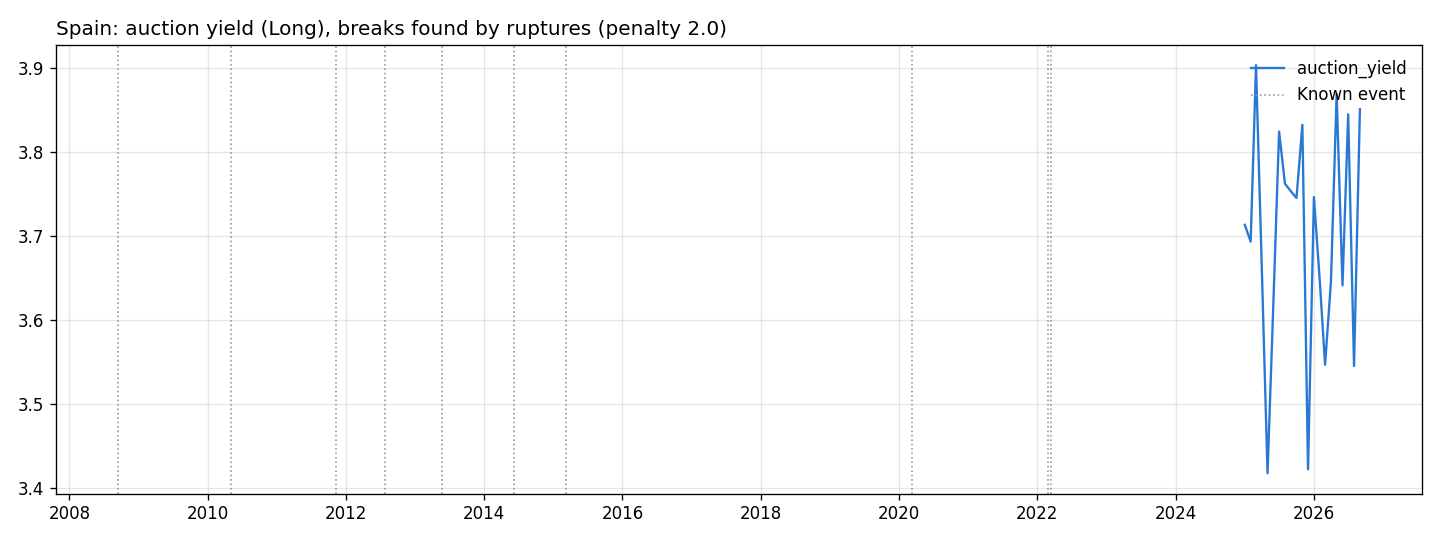 Spain: auction yield (Long), breaks found by ruptures (penalty 2.0)
3.9
3.8
3.7
3.6
3.5
3.4
auction_yield
Known event
2008 2010 2012 2014 2016 2018 2020 2022 2024 2026